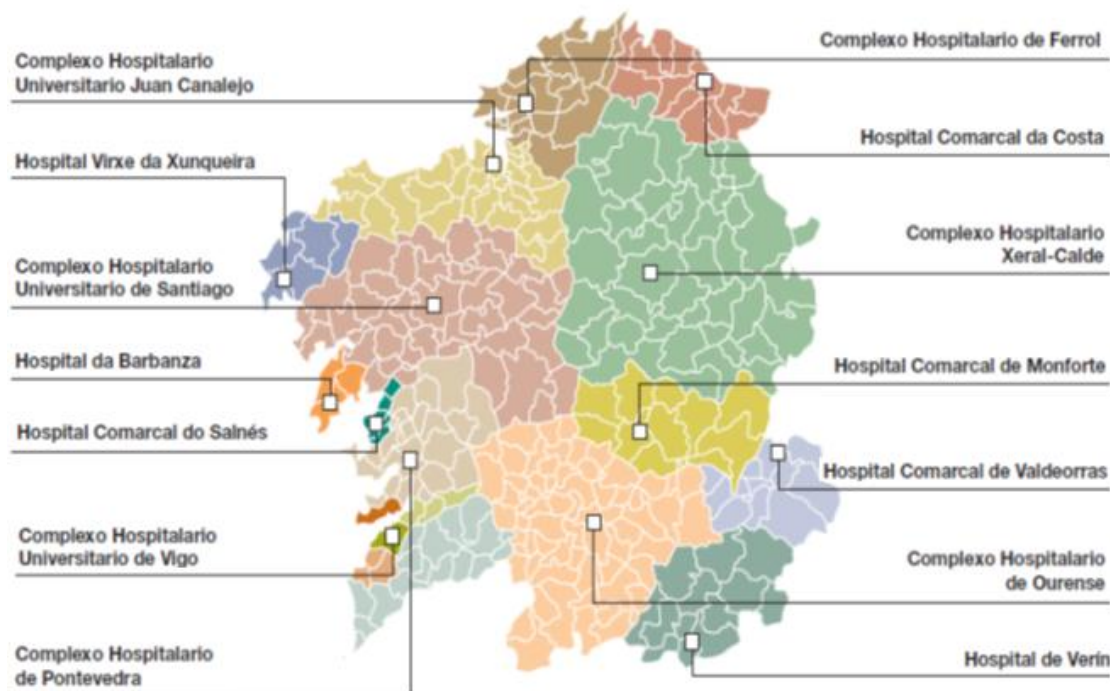 Complexo Hospitalario
Universitario Juan Canalejo
Hospital Virxe da Xunqueira
Complexo Hospitalario
Universitario de Santiago
Hospital da Barbanza
Hospital Comarcal do Salnés
Complexo Hospitalario
Universitario de Vigo
Complexo Hospitalario
de Pontevedra
Complexo Hospitalario de Ferrol
Hospital Comarcal da Costa
Complexo Hospitalario
Xeral-Calde
Hospital Comarcal de Monforte
Hospital Comarcal de Valdeorras
Complexo Hospitalario
de Ourense
Hospital de Verín